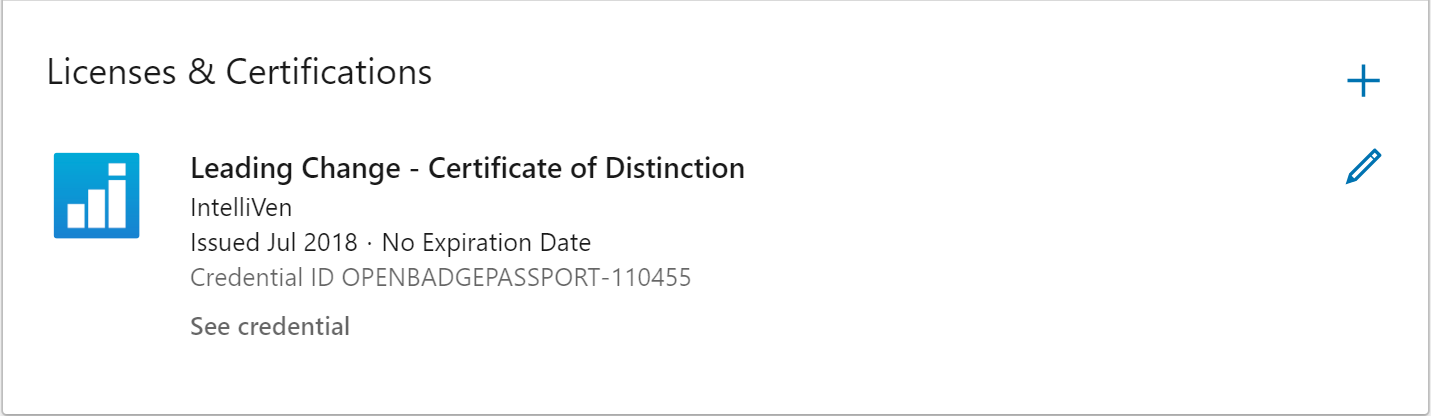 Licenses & Certifications
Leading Change - Certificate of Distinction
IntelliVen
Issued Jul 2018 · No Expiration Date
Credential ID OPENBADGEPASSPORT-110455
See credential